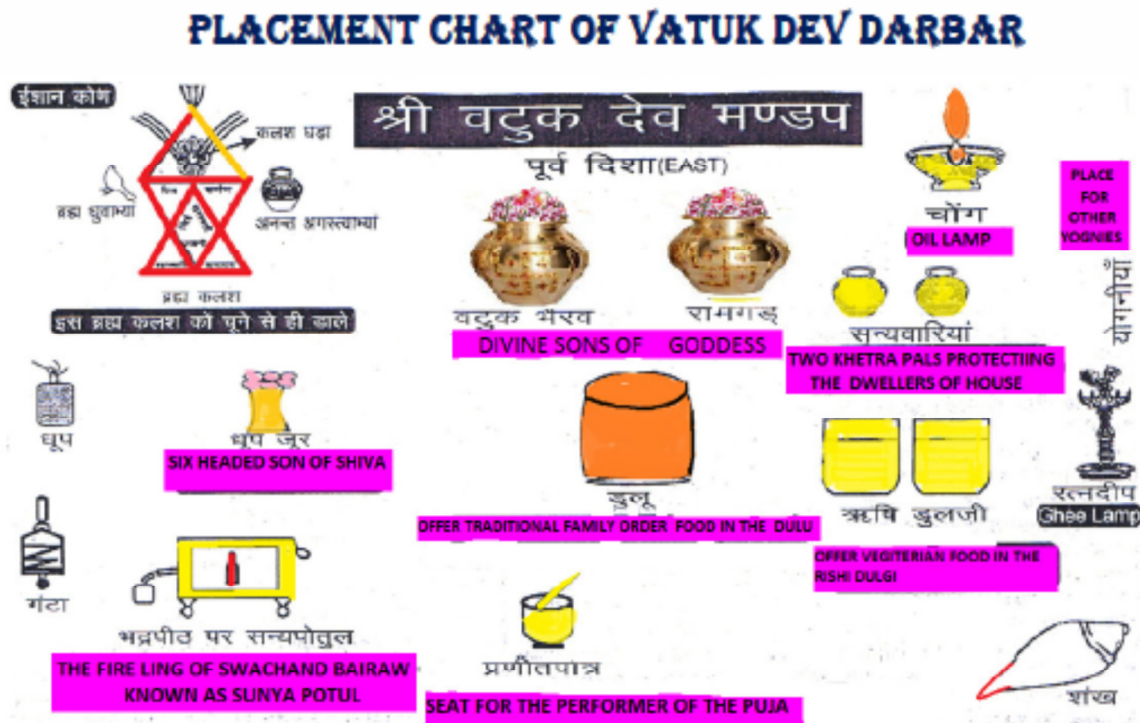 PLACEMENT CHART OF VATUK DEV DARBAR
ईशान कोण
कलश घड़ा
ब्रह्म ध्रुवाभ्यां
अनन्त अगस्त्याभ्यां
ब्रह्म कलश
इस ब्रह्म कलश को चूने से ही डाले
श्री वटुक देव मण्डप
पूर्व दिशा(EAST)
चोंग
OIL LAMP
PLACE
FOR
OTHER
YOGNIES
योगनीयाँ
वटुक भैरव
रामगड्
DIVINE SONS OF GODDESS
सन्यवारियां
TWO KHETRA PALS PROTECTIING
THE DWELLERS OF HOUSE
धूप
धूप जूर
SIX HEADED SON OF SHIVA
डुलू
OFFER TRADITIONAL FAMILY ORDER FOOD IN THE DULU
ऋषि डुलजी
OFFER VEGITERIAN FOOD IN THE
RISHI DULGI
रत्नदीप
Ghee Lamp
गंटा
भद्रपीठ पर सन्यपोतुल
THE FIRE LING OF SWACHAND BAIRAW
KNOWN AS SUNYA POTUL
प्रणीतपात्र
SEAT FOR THE PERFORMER OF THE PUJA
शंख